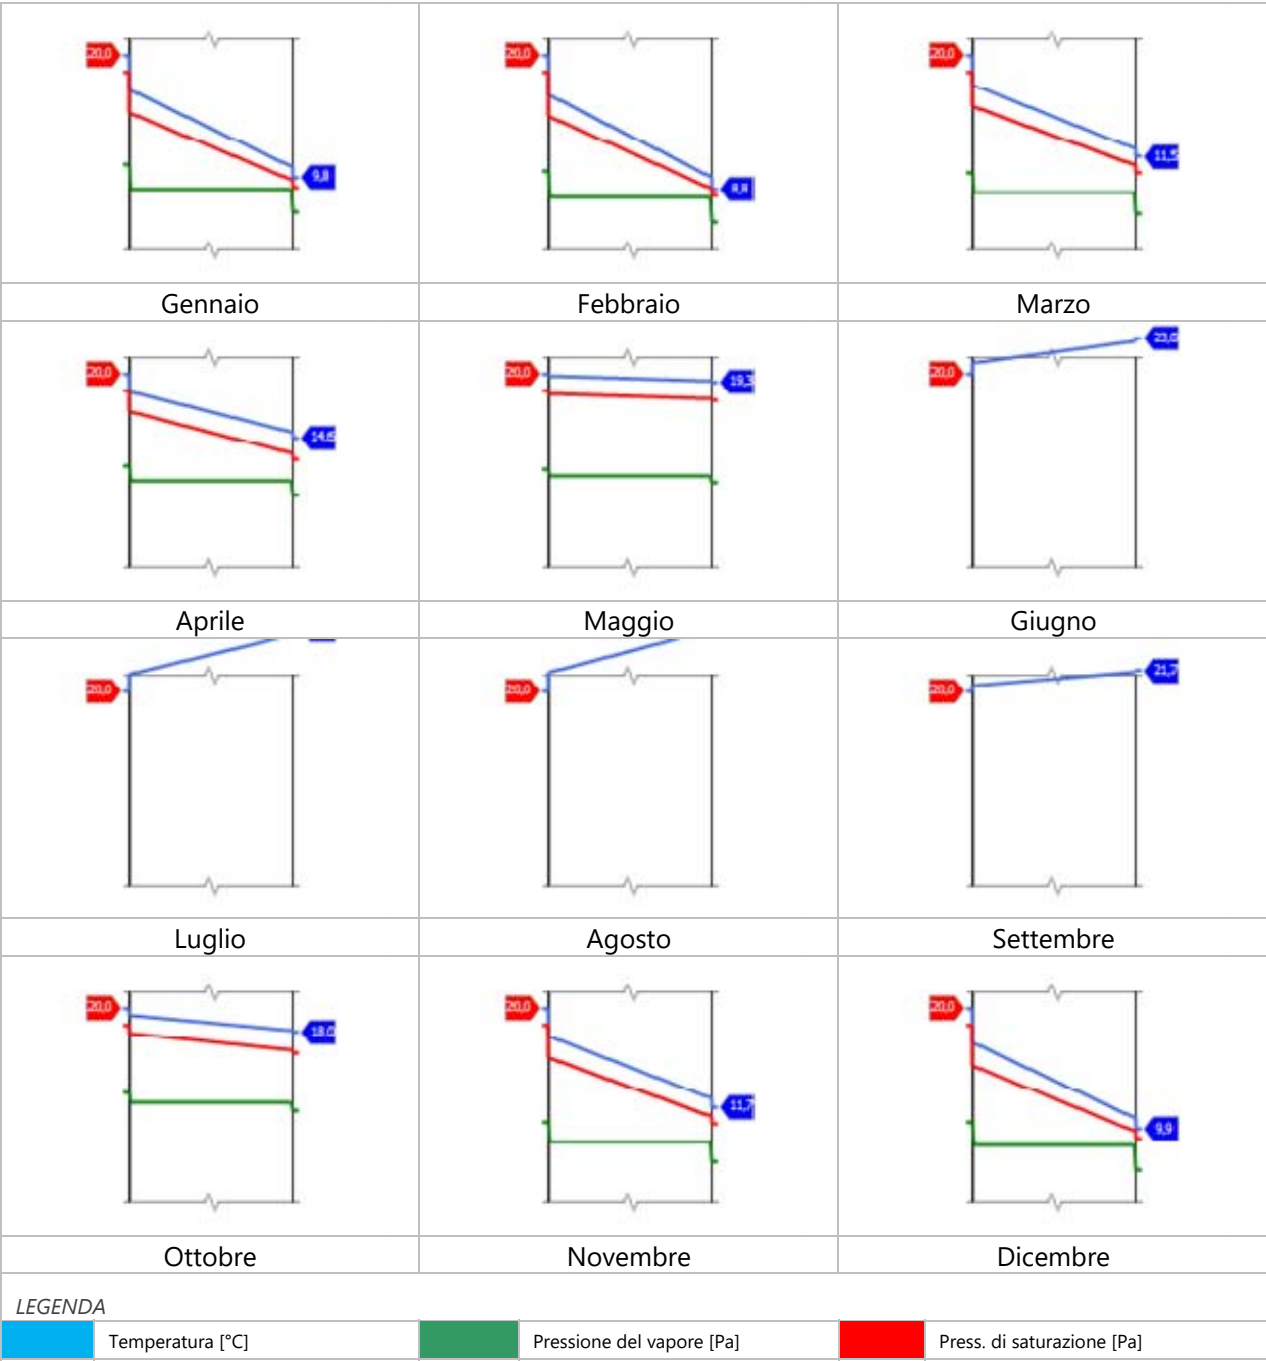 20,0 9,8 20,0 8,8 20,0 11,5
Gennaio Febbraio Marzo
20,0 14,6 20,0 19,3 20,0 23,0
Aprile Maggio Giugno
20,0 20,0 20,0 21,7
Luglio Agosto Settembre
20,0 18,0 20,0 11,7 20,0 9,9
Ottobre Novembre Dicembre
LEGENDA
Temperatura [°C] Pressione del vapore [Pa] Press. di saturazione [Pa]